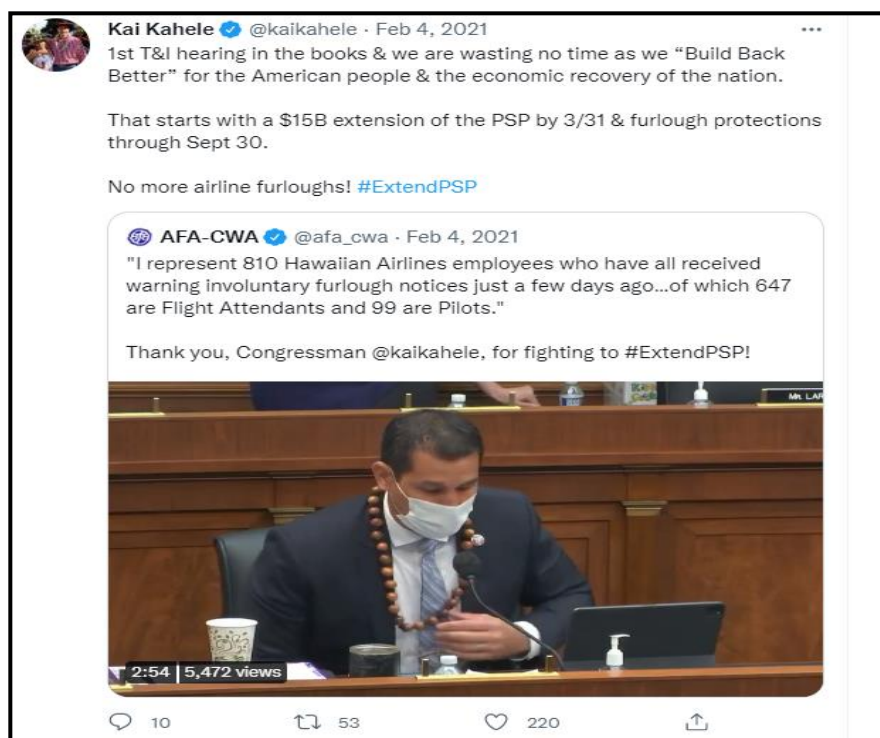 Kai Kahele @kaikahele · Feb 4, 2021
1st T&I hearing in the books & we are wasting no time as we “Build Back
Better” for the American people & the economic recovery of the nation.
That starts with a $15B extension of the PSP by 3/31 & furlough protections
through Sept 30.
No more airline furloughs! #ExtendPSP
AFA-CWA @afa_cwa · Feb 4, 2021
"I represent 810 Hawaiian Airlines employees who have all received
warning involuntary furlough notices just a few days ago...of which 647
are Flight Attendants and 99 are Pilots."
Thank you, Congressman @kaikahele, for fighting to #ExtendPSP!
2:54 | 5,472 views
10 53 220